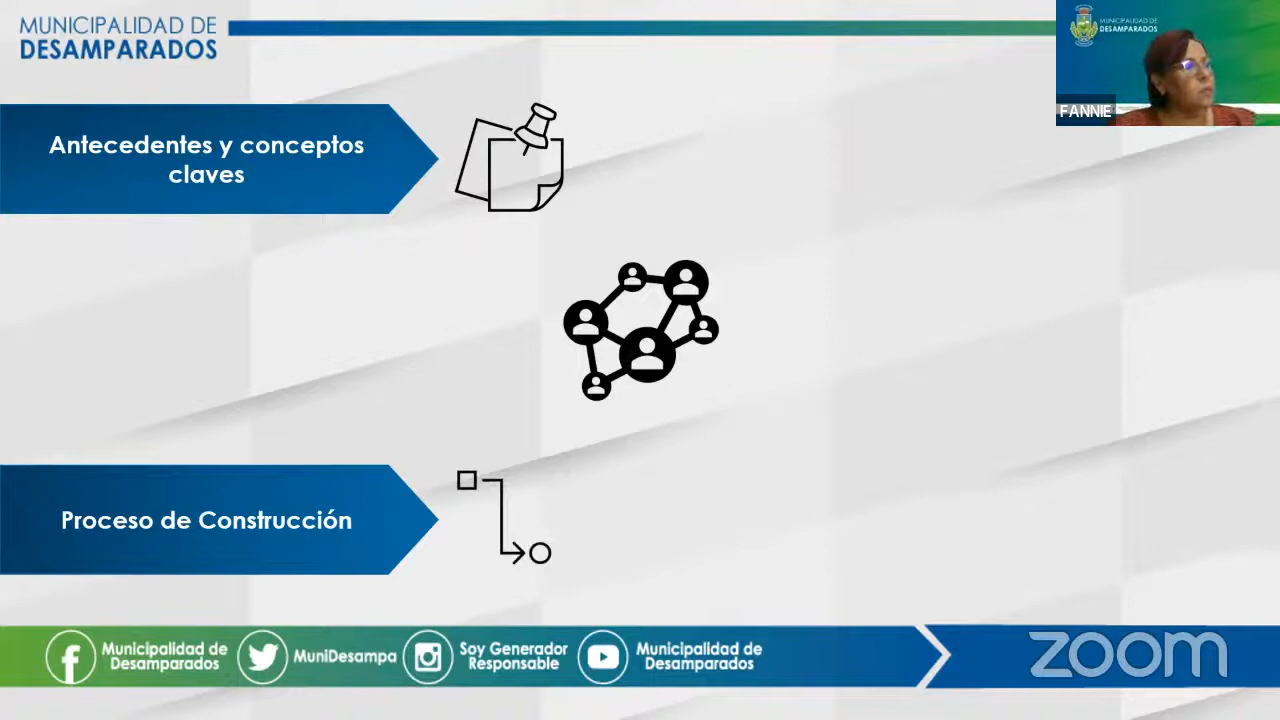 MUNICIPALIDAD DE
DESAMPARADOS
MUNICIPALIDAD DE
DESAMPARADOS
FANNIE
Antecedentes y conceptos
claves
Proceso de Construcción
Municipalidad de
Desamparados
MuniDesampa
Soy Generador
Responsable
Municipalidad de
Desamparados
zoom